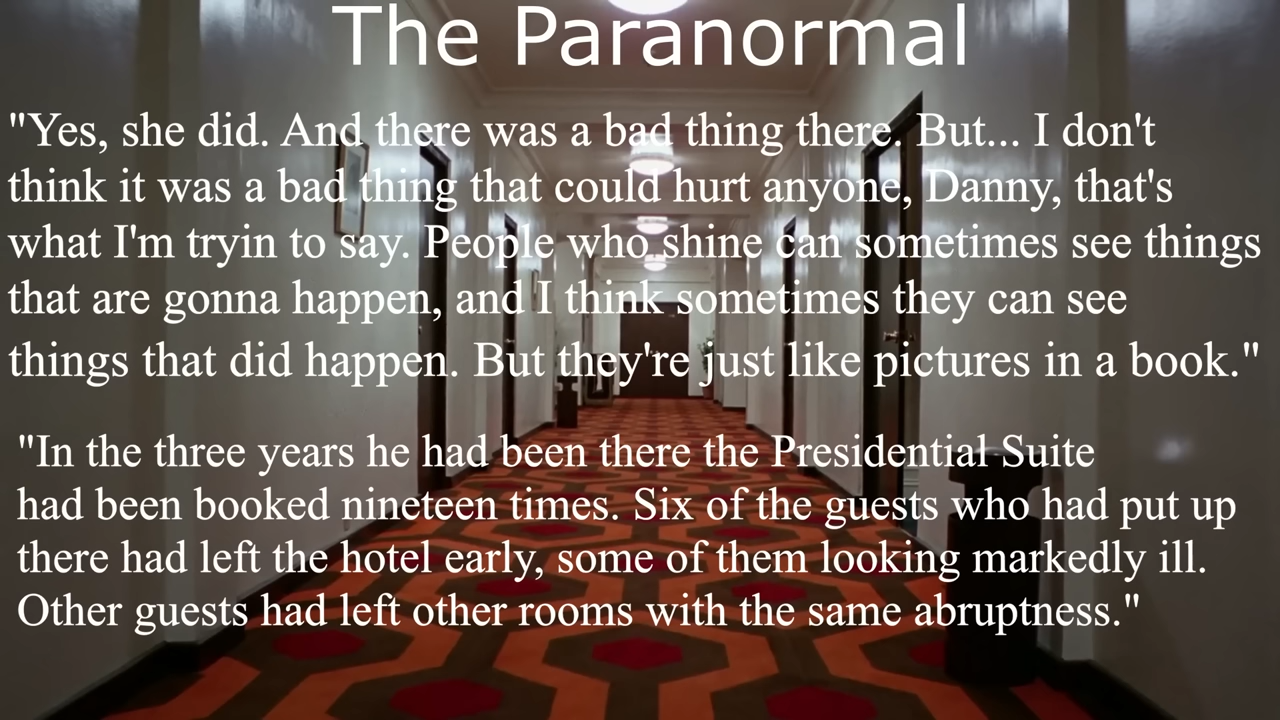 The Paranormal
"Yes, she did. And there was a bad thing there. But... I don't
think it was a bad thing that could hurt anyone, Danny, that's
what I'm tryin to say. People who shine can sometimes see things
that are gonna happen, and I think sometimes they can see
things that did happen. But they're just like pictures in a book."
"In the three years he had been there the Presidential Suite
had been booked nineteen times. Six of the guests who had put up
there had left the hotel early, some of them looking markedly ill.
Other guests had left other rooms with the same abruptness."